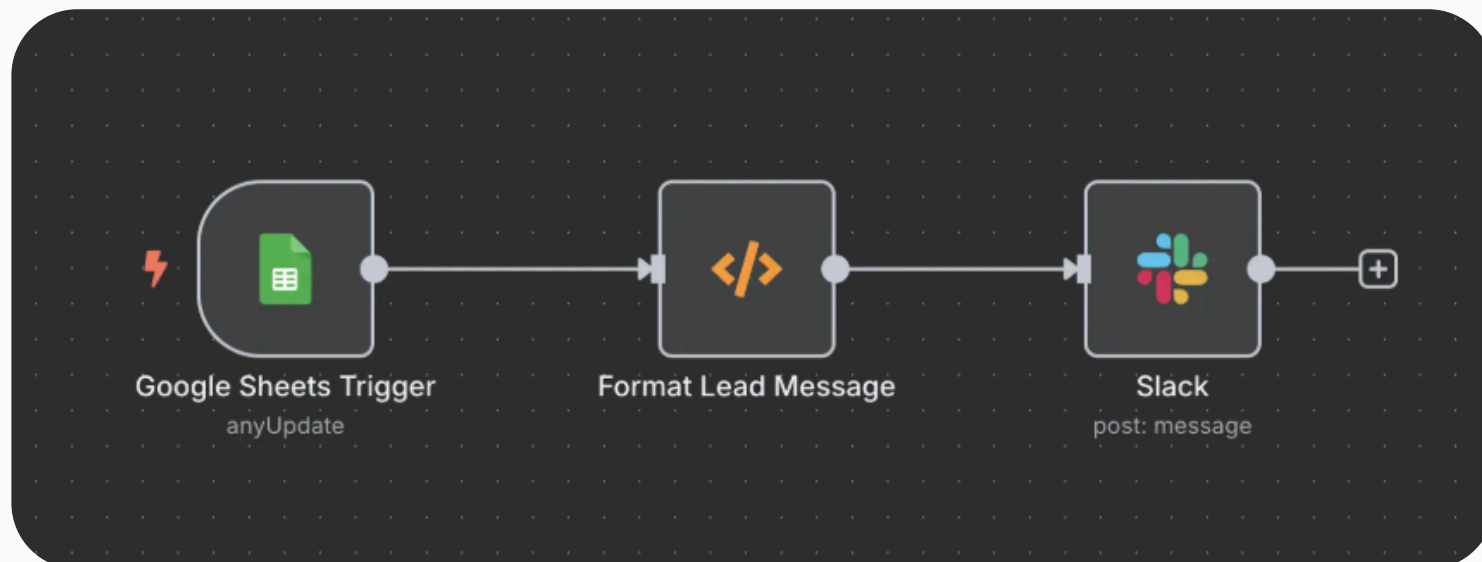 Google Sheets Trigger
anyUpdate
Format Lead Message
Slack
post: message